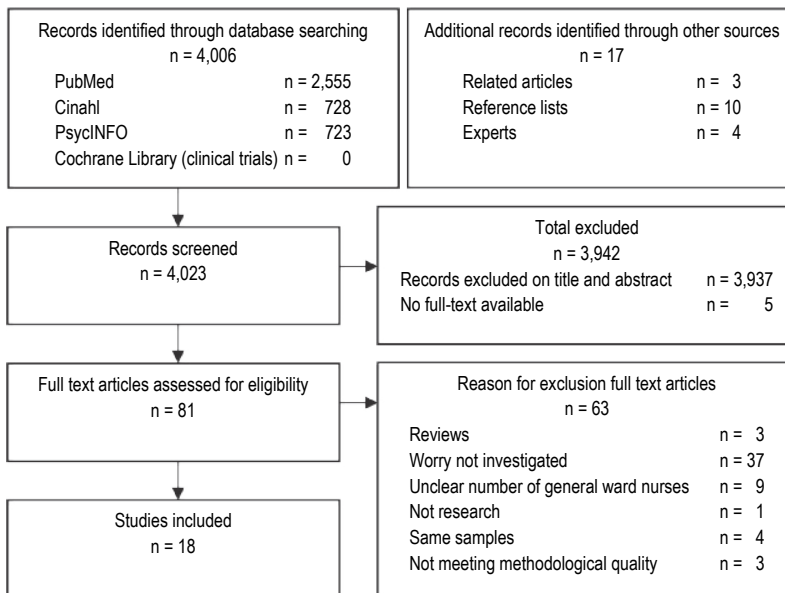 Records identified through database searching
n = 4,006
PubMed n = 2,555
Cinahl n = 728
PsycINFO n = 723
Cochrane Library (clinical trials) n = 0
Additional records identified through other sources
n = 17
Related articles n = 3
Reference lists n = 10
Experts n = 4
Records screened
n = 4,023
Total excluded
n = 3,942
Records excluded on title and abstract n = 3,937
No full-text available n = 5
Full text articles assessed for eligibility
n = 81
Reason for exclusion full text articles
n = 63
Reviews n = 3
Worry not investigated n = 37
Unclear number of general ward nurses n = 9
Not research n = 1
Same samples n = 4
Not meeting methodological quality n = 3
Studies included
n = 18